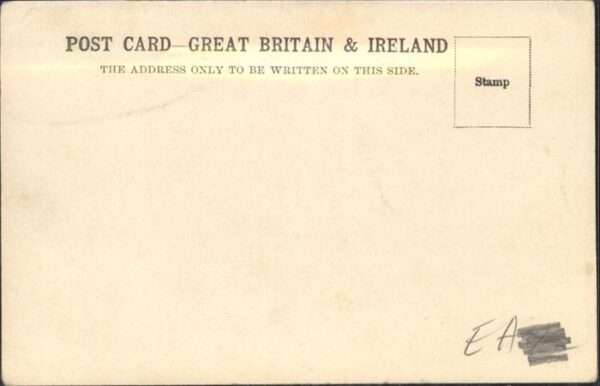 POST CARD—GREAT BRITAIN & IRELAND
THE ADDRESS ONLY TO BE WRITTEN ON THIS SIDE.
Stamp
EA